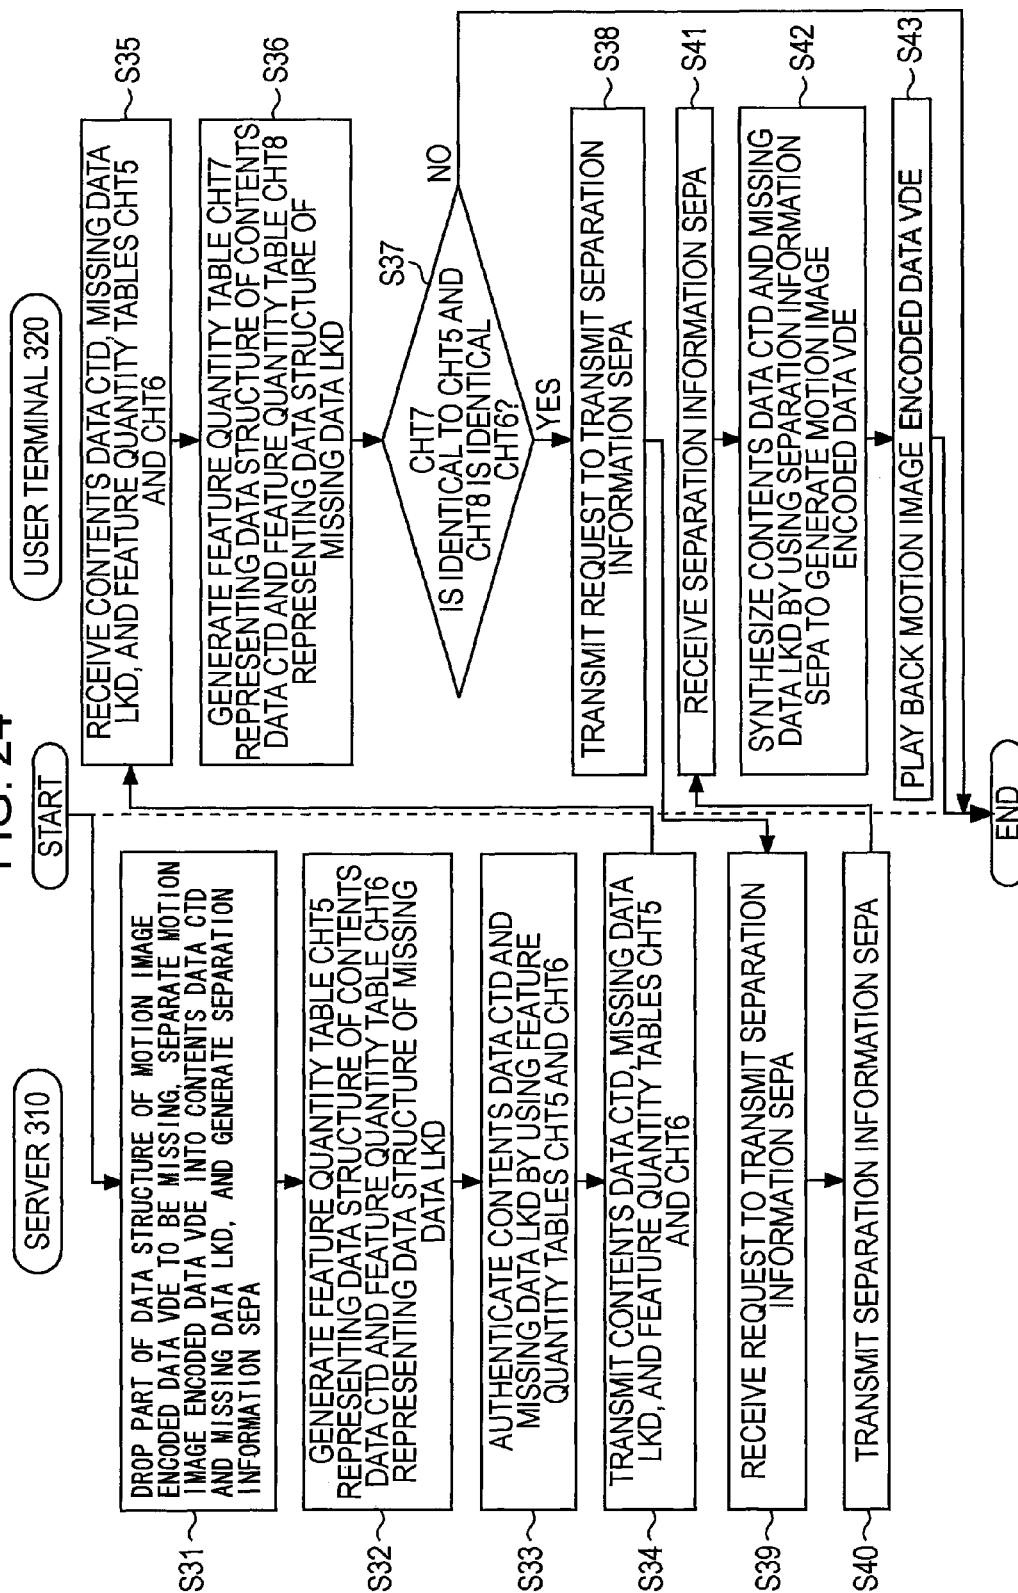 FIG. 24
START
SERVER 310
USER TERMINAL 320
S31
DROP PART OF DATA STRUCTURE OF MOTION IMAGE
ENCODED DATA VDE TO BE MISSING, SEPARATE MOTION
IMAGE ENCODED DATA VDE INTO CONTENTS DATA CTD
AND MISSING DATA LKD, AND GENERATE SEPARATION
INFORMATION SEPA
S32
GENERATE FEATURE QUANTITY TABLE CHT5
REPRESENTING DATA STRUCTURE OF CONTENTS
DATA CTD AND FEATURE QUANTITY TABLE CHT6
REPRESENTING DATA STRUCTURE OF MISSING
DATA LKD
S33
AUTHENTICATE CONTENTS DATA CTD AND
MISSING DATA LKD BY USING FEATURE
QUANTITY TABLES CHT5 AND CHT6
S34
TRANSMIT CONTENTS DATA CTD, MISSING DATA
LKD, AND FEATURE QUANTITY TABLES CHT5
AND CHT6
S39
RECEIVE REQUEST TO TRANSMIT SEPARATION
INFORMATION SEPA
S40
TRANSMIT SEPARATION INFORMATION SEPA
RECEIVE CONTENTS DATA CTD, MISSING DATA
LKD, AND FEATURE QUANTITY TABLES CHT5
AND CHT6
S35
GENERATE FEATURE QUANTITY TABLE CHT7
REPRESENTING DATA STRUCTURE OF CONTENTS
DATA CTD AND FEATURE QUANTITY TABLE CHT8
REPRESENTING DATA STRUCTURE OF
MISSING DATA LKD
S36
S37
CHT7
IS IDENTICAL TO CHT5 AND
CHT8 IS IDENTICAL
CHT6?
NO
YES
TRANSMIT REQUEST TO TRANSMIT SEPARATION
INFORMATION SEPA
S38
RECEIVE SEPARATION INFORMATION SEPA
S41
SYNTHESIZE CONTENTS DATA CTD AND MISSING
DATA LKD BY USING SEPARATION INFORMATION
SEPA TO GENERATE MOTION IMAGE
ENCODED DATA VDE
S42
PLAY BACK MOTION IMAGE ENCODED DATA VDE
S43
END